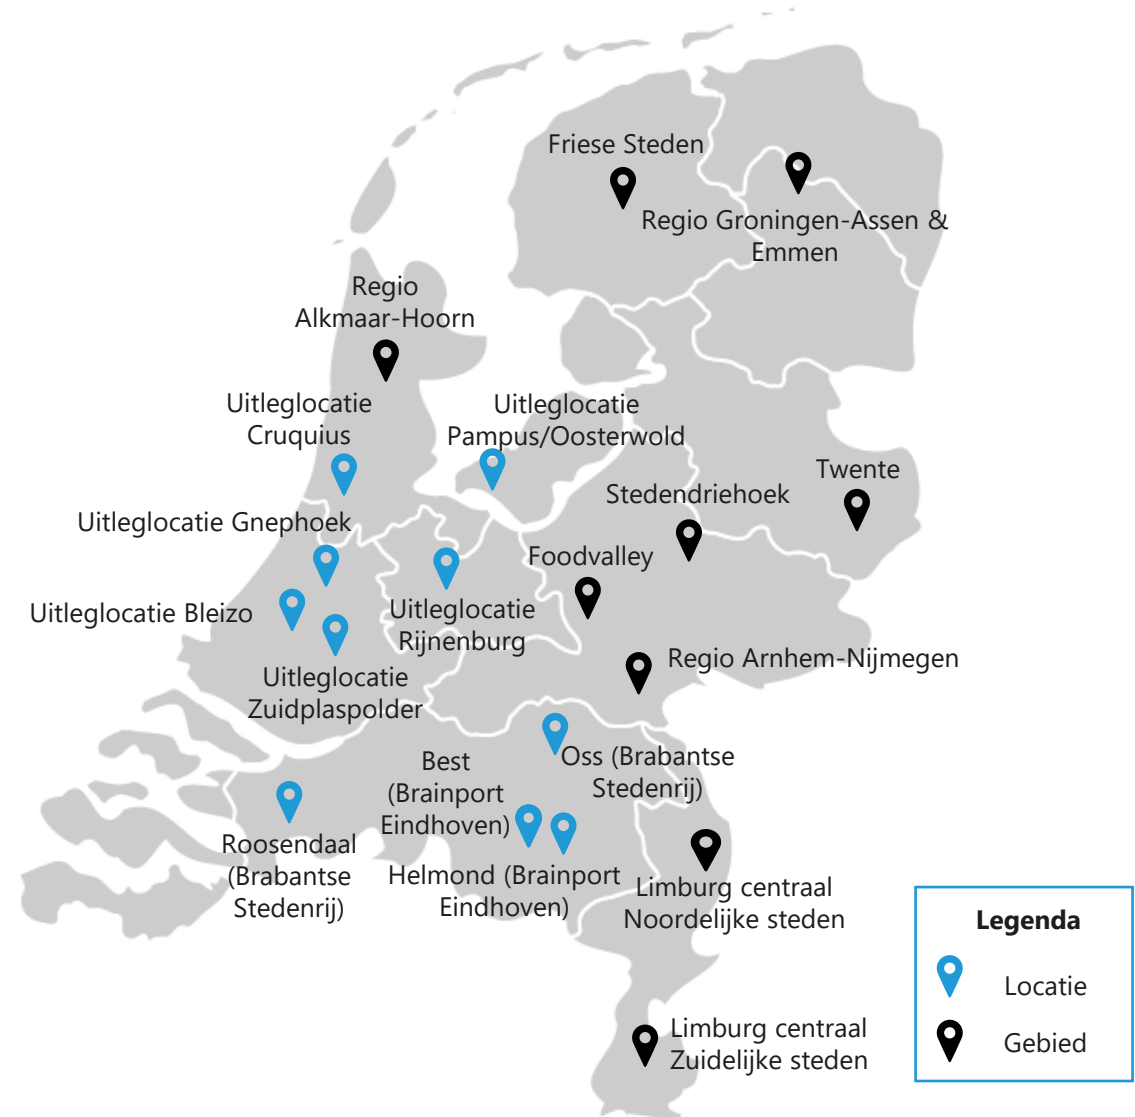 Friese Steden
Regio Groningen-Assen &
Emmen
Regio
Alkmaar-Hoorn
Uitleglocatie
Cruquius
Uitleglocatie
Pampus/Oosterwold
Twente
Stedendriehoek
Uitleglocatie Gnephoek
Foodvalley
Uitleglocatie Bleizo
Uitleglocatie
Rijnenburg
Regio Arnhem-Nijmegen
Uitleglocatie
Zuidplaspolder
Oss (Brabantse
Stedenrij)
Best
(Brainport
Eindhoven)
Roosendaal
(Brabantse
Stedenrij)
Helmond (Brainport
Eindhoven)
Limburg centraal
Noordelijke steden
Legenda
Locatie
Gebied
Limburg centraal
Zuidelijke steden